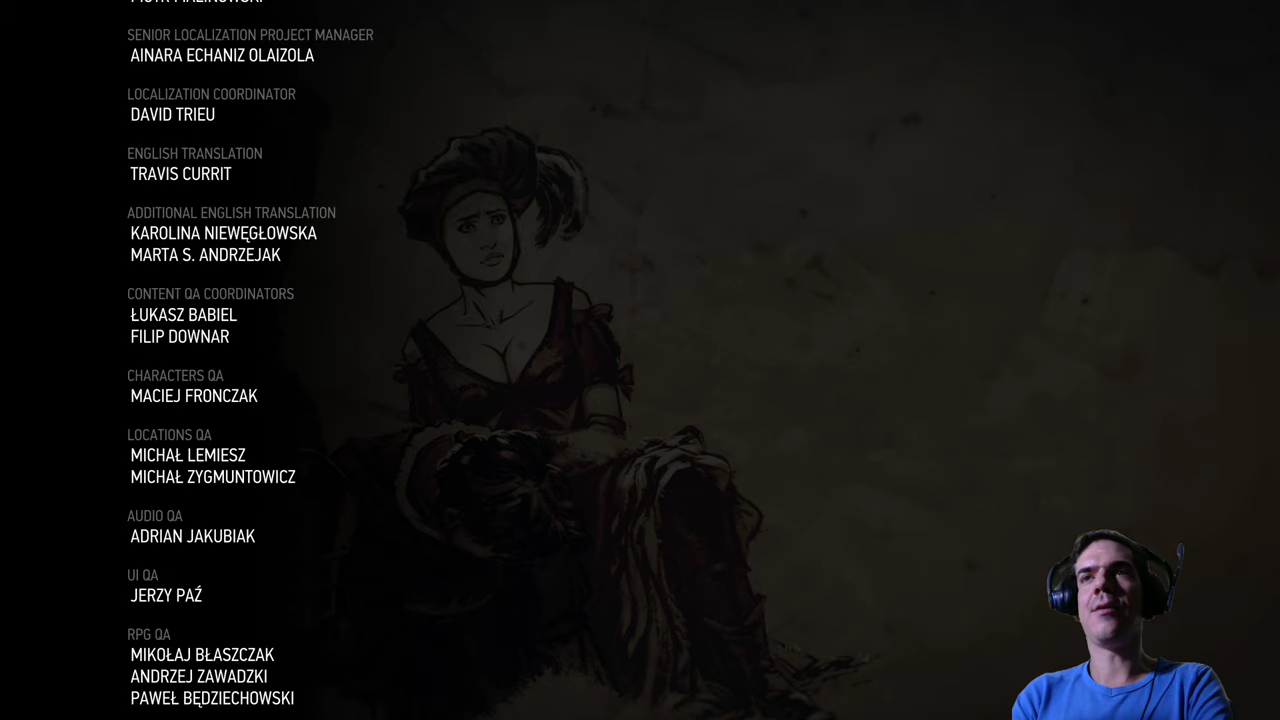 SENIOR LOCALIZATION PROJECT MANAGER
AINARA ECHANIZ OLAIZOLA
LOCALIZATION COORDINATOR
DAVID TRIEU
ENGLISH TRANSLATION
TRAVIS CURRIT
ADDITIONAL ENGLISH TRANSLATION
KAROLINA NIEWĘGŁOWSKA
MARTA S. ANDRZEJAK
CONTENT QA COORDINATORS
ŁUKASZ BABIEL
FILIP DOWNAR
CHARACTERS QA
MACIEJ FRONCZAK
LOCATIONS QA
MICHAŁ LEMIESZ
MICHAŁ ZYGMUNTOWICZ
AUDIO QA
ADRIAN JAKUBIAK
UI QA
JERZY PAŹ
RPG QA
MIKOŁAJ BŁASZCZAK
ANDRZEJ ZAWADZKI
PAWEŁ BĘDZIECHOWSKI